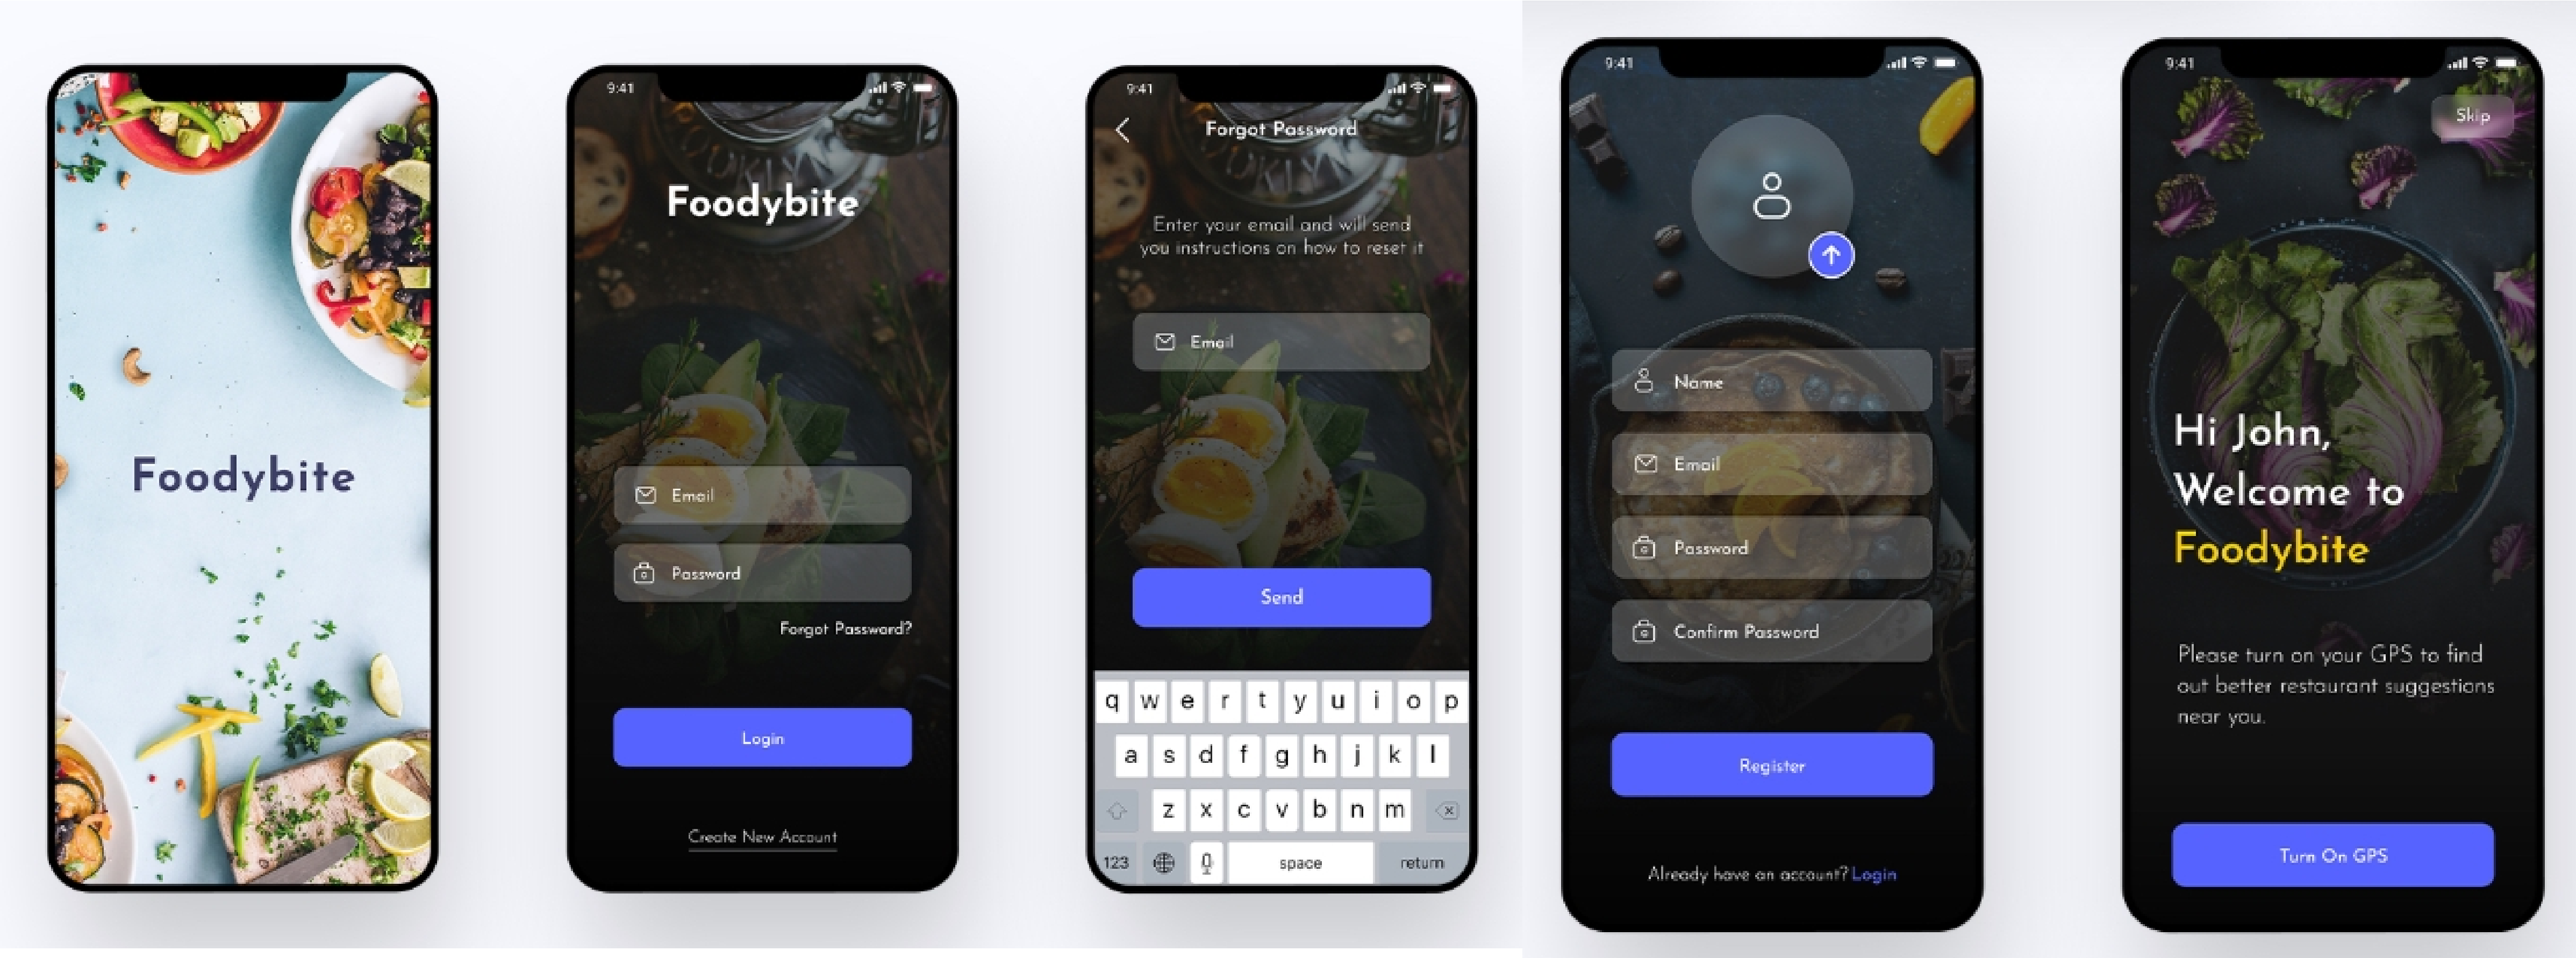 Foodybite
9:41
Foodybite
Email
Password
Forgot Password?
Login
Create New Account
9:41
Forgot Password
Enter your email and will send
you instructions on how to reset it
Email
Send
q w e r t y u i o p
a s d f g h j k l
z x c v b n m
123 space return
9:41
Name
Email
Password
Confirm Password
Register
Already have an account? Login
9:41
Skip
Hi John,
Welcome to
Foodybite
Please turn on your GPS to find
out better restaurant suggestions
near you.
Turn On GPS